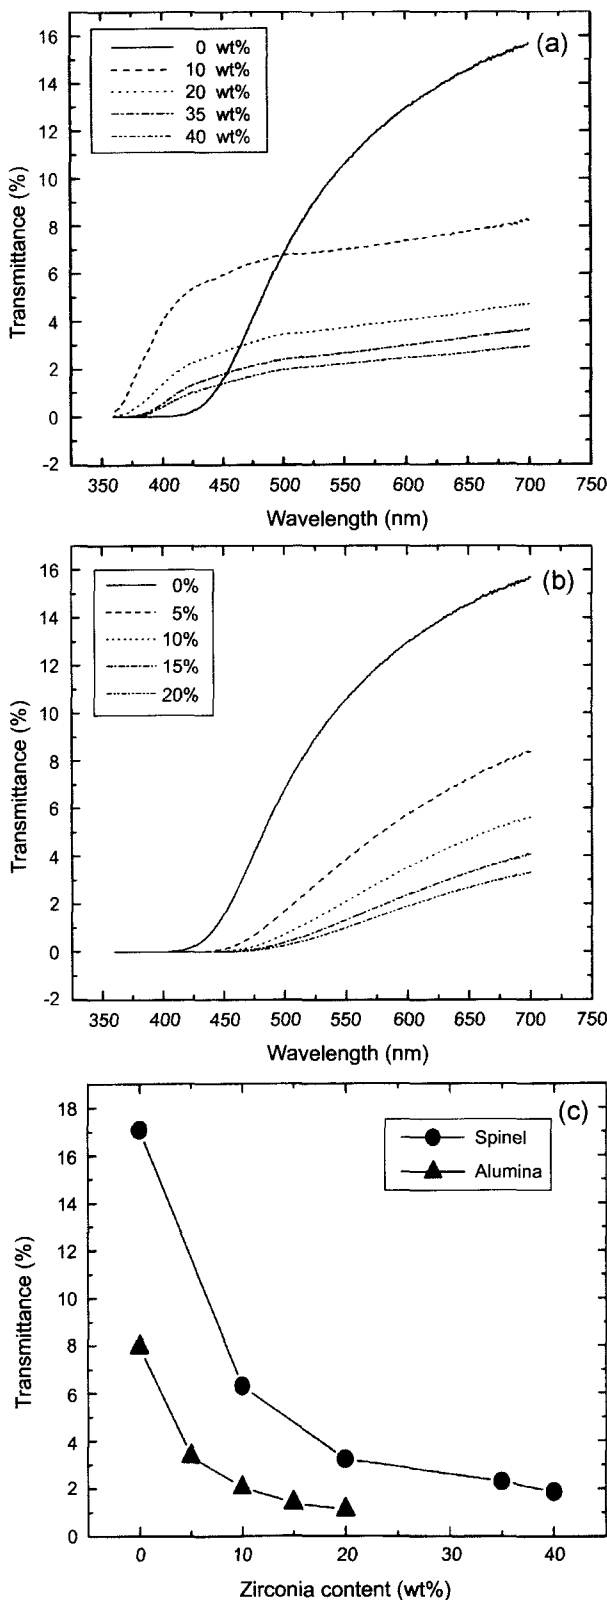 16
14
12
10
8
6
4
2
0
-2
Transmittance (%)
0 wt%
10 wt%
20 wt%
35 wt%
40 wt%
(a)
350 400 450 500 550 600 650 700 750
Wavelength (nm)
16
14
12
10
8
6
4
2
0
-2
Transmittance (%)
0%
5%
10%
15%
20%
(b)
350 400 450 500 550 600 650 700 750
Wavelength (nm)
18
16
14
12
10
8
6
4
2
0
Transmittance (%)
(c)
Spinel
Alumina
0 10 20 30 40
Zirconia content (wt%)